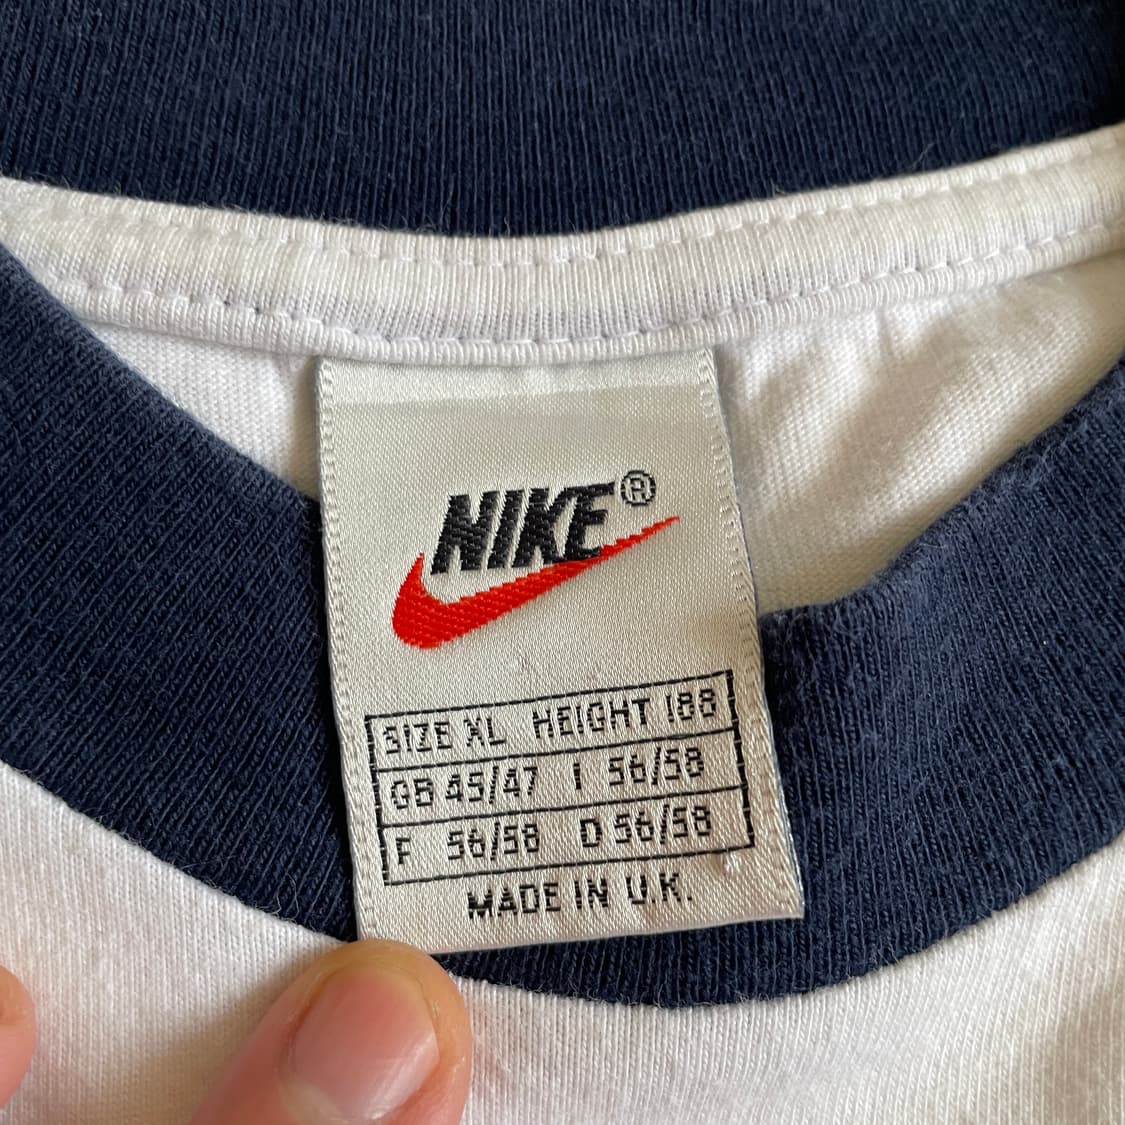 NIKE®
SIZE XL HEIGHT 188
GB 45/47 I 56/58
F 56/58 D 56/58
MADE IN U.K.